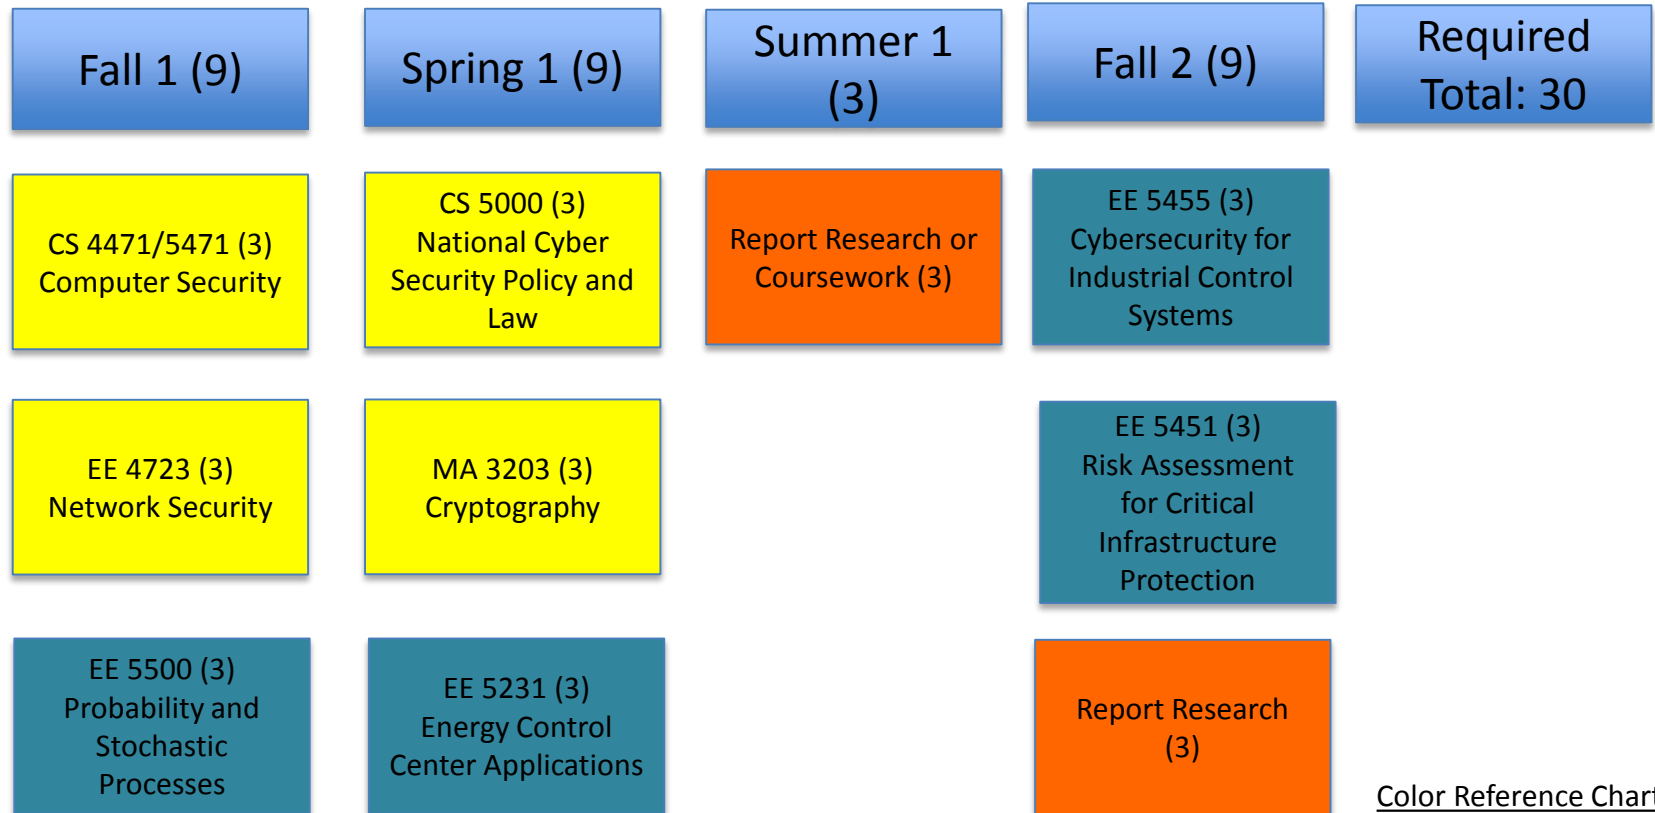 Fall 1 (9)
Spring 1 (9)
Summer 1
(3)
Fall 2 (9)
Required
Total: 30
CS 4471/5471 (3)
Computer Security
CS 5000 (3)
National Cyber
Security Policy and
Law
Report Research or
Coursework (3)
EE 5455 (3)
Cybersecurity for
Industrial Control
Systems
EE 4723 (3)
Network Security
MA 3203 (3)
Cryptography
EE 5451 (3)
Risk Assessment
for Critical
Infrastructure
Protection
EE 5500 (3)
Probability and
Stochastic
Processes
EE 5231 (3)
Energy Control
Center Applications
Report Research
(3)
Color Reference Chart